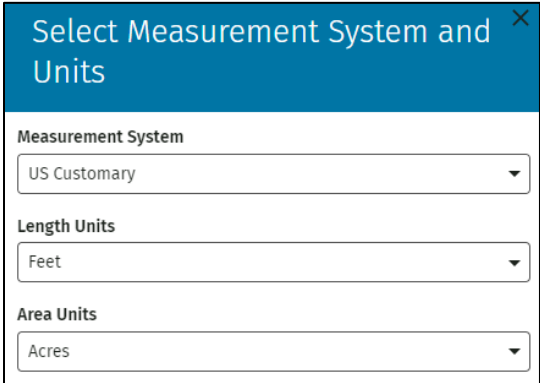 Select Measurement System and
Units
Measurement System
US Customary
Length Units
Feet
Area Units
Acres